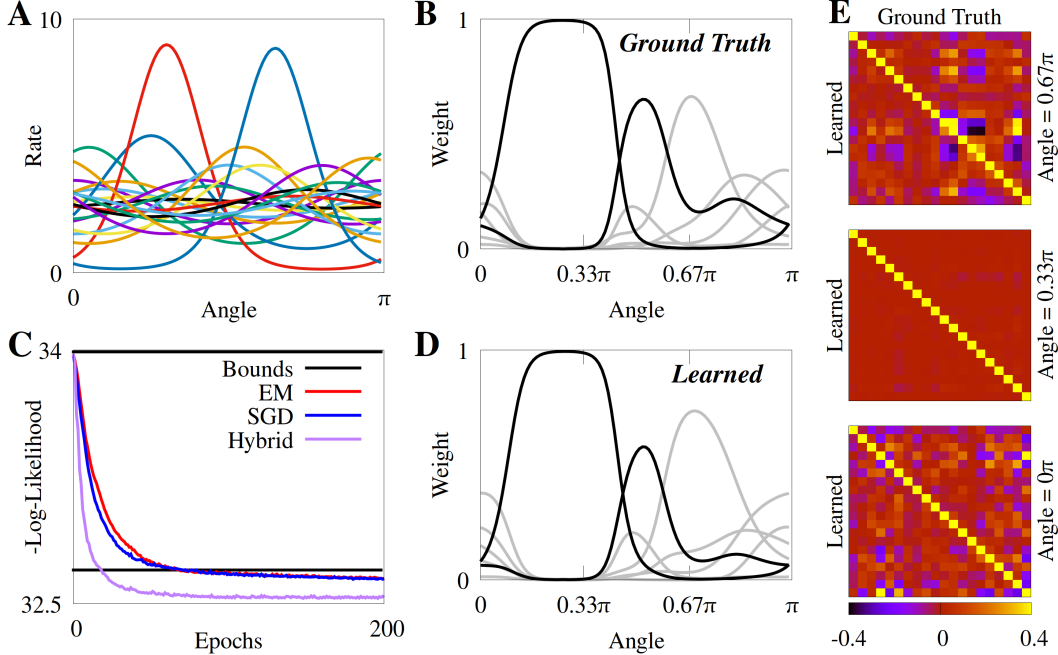 A
10
Rate
0
0
π
Angle
B
1
Ground Truth
Weight
0
0
0.33π
0.67π
π
Angle
C
34
Bounds
EM
SGD
Hybrid
-Log-Likelihood
32.5
0
200
Epochs
D
1
Learned
Weight
0
0
0.33π
0.67π
π
Angle
E
Ground Truth
Learned
Angle = 0.67π
Learned
Angle = 0.33π
Learned
Angle = 0π
-0.4
0
0.4